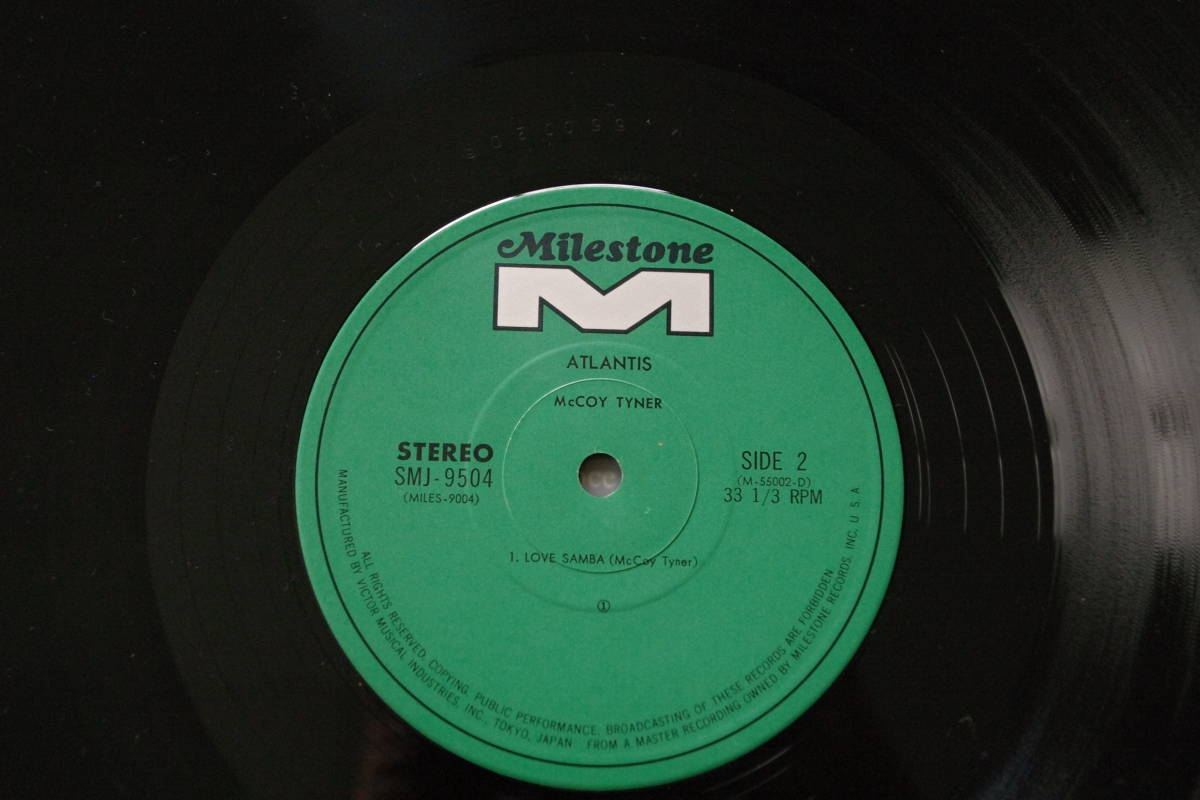 Milestone
M
ATLANTIS
McCOY TYNER
STEREO
SMJ-9504
(MILES-9004)
SIDE 2
(M-55002-D)
33 1/3 RPM
1. LOVE SAMBA (McCoy Tyner)
①
ALL RIGHTS RESERVED. COPYING. PUBLIC PERFORMANCE. BROADCASTING OF THESE RECORDS ARE FORBIDDEN
MANUFACTURED BY VICTOR MUSICAL INDUSTRIES, INC., TOKYO, JAPAN FROM A MASTER RECORDING OWNED BY MILESTONE RECORDS, INC. U.S.A